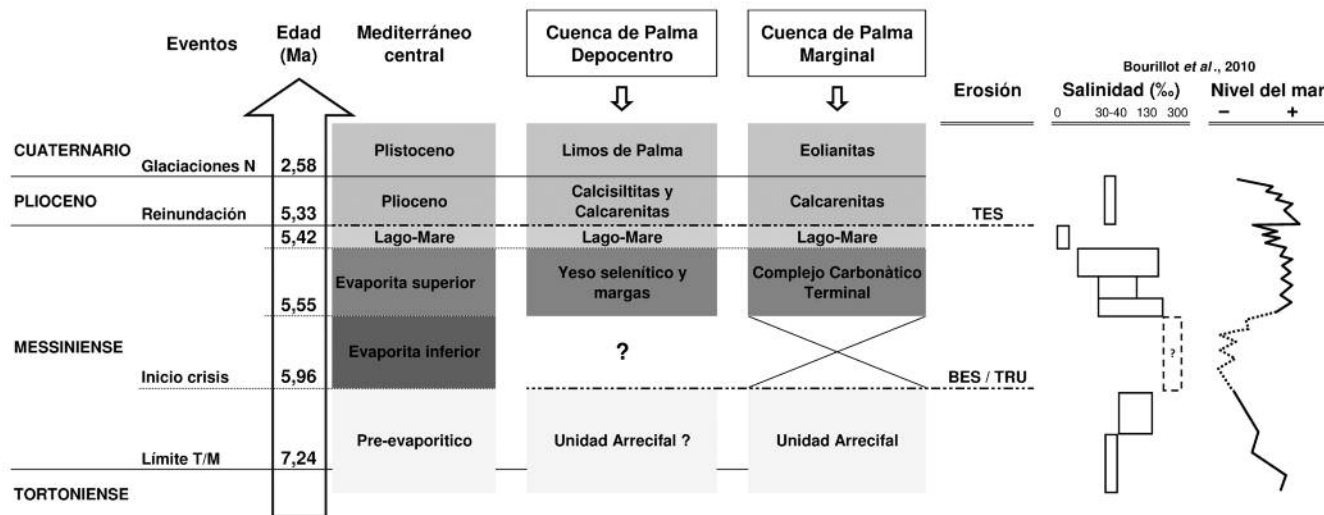 Eventos
Edad
(Ma)
Mediterráneo
central
Cuenca de Palma
Depocentro
Cuenca de Palma
Marginal
Erosión
Bourillot et al., 2010
Salinidad (‰)
Nivel del mar
0 30-40 130 300
− +
CUATERNARIO
Glaciaciones N 2,58
Plistoceno
Limos de Palma
Eolianitas
PLIOCENO
Reinundación 5,33
Plioceno
Calcisiltitas y
Calcarenitas
Calcarenitas
TES
5,42
Lago-Mare
Lago-Mare
Lago-Mare
Evaporita superior
Yeso selenítico y
margas
Complejo Carbonàtico
Terminal
5,55
MESSINIENSE
Evaporita inferior
?
?
Inicio crisis 5,96
BES / TRU
Pre-evaporitico
Unidad Arrecifal ?
Unidad Arrecifal
Límite T/M 7,24
TORTONIENSE